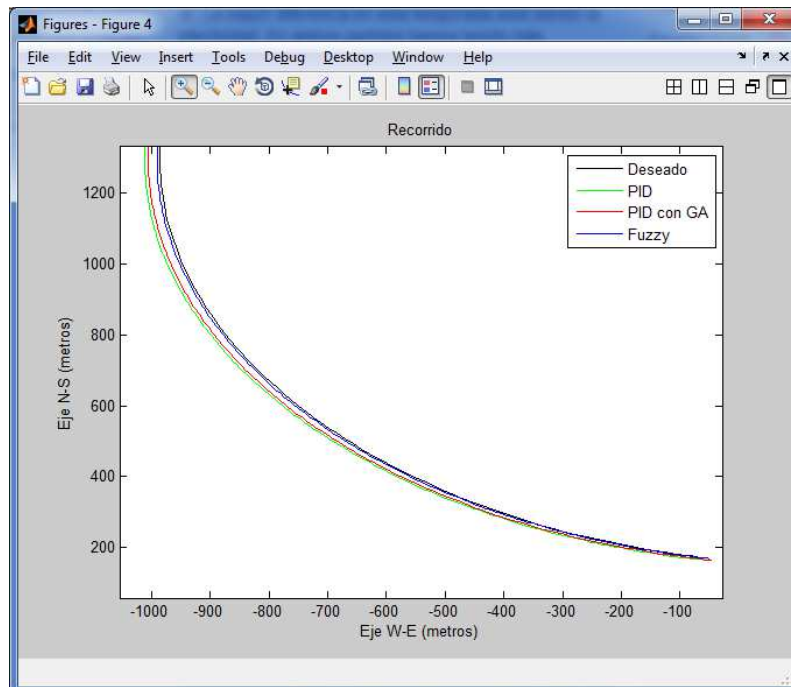 Figures - Figure 4
File Edit View Insert Tools Debug Desktop Window Help
Recorrido
Deseado
PID
PID con GA
Fuzzy
Eje N-S (metros)
1200
1000
800
600
400
200
-1000 -900 -800 -700 -600 -500 -400 -300 -200 -100
Eje W-E (metros)